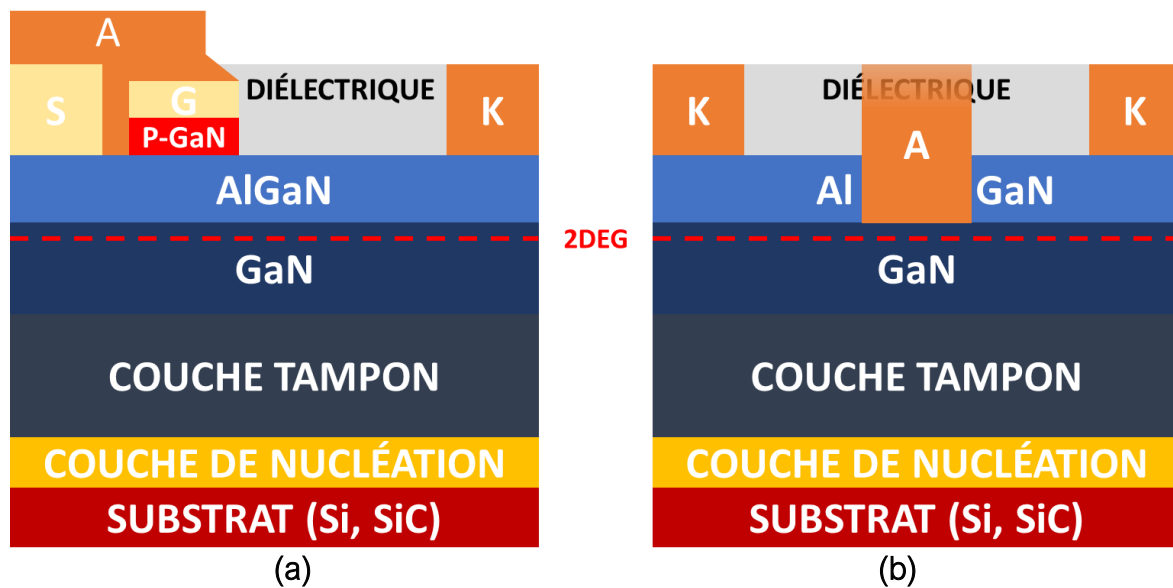 A
S
G
P-GaN
DIÉLECTRIQUE
K
AlGaN
GaN
COUCHE TAMPON
COUCHE DE NUCLÉATION
SUBSTRAT (Si, SiC)
(a)
2DEG
K
DIÉLECTRIQUE
A
K
Al
GaN
GaN
COUCHE TAMPON
COUCHE DE NUCLÉATION
SUBSTRAT (Si, SiC)
(b)